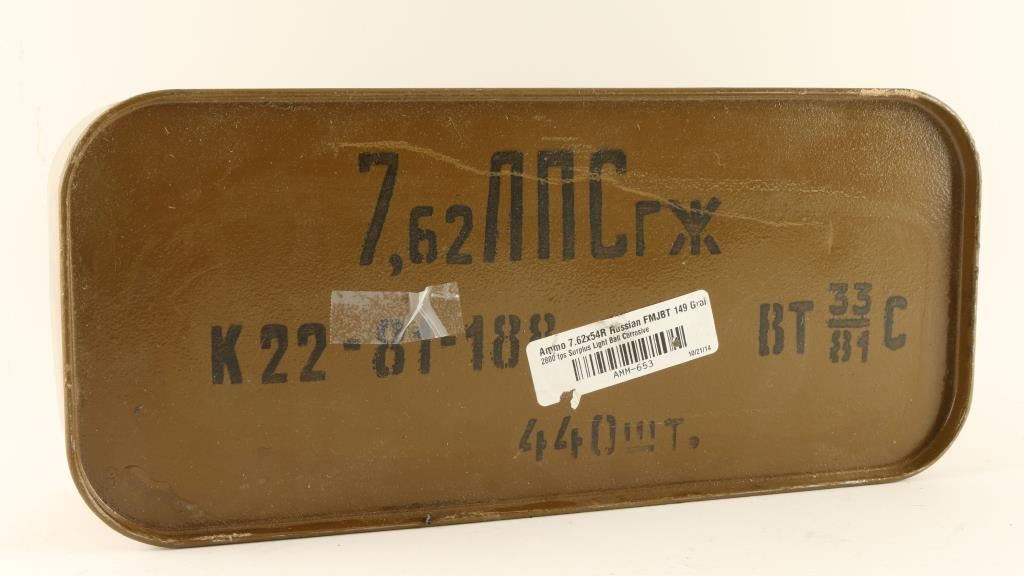 7,62ЛПСгЖ
К22-81-188
Ammo 7.62x54R Russian FMJBT 149 Grai
2800 fps Surplus Light Ball Corrosive
AMM-653
10/21/14
ВТ 33/81 С
440шт.